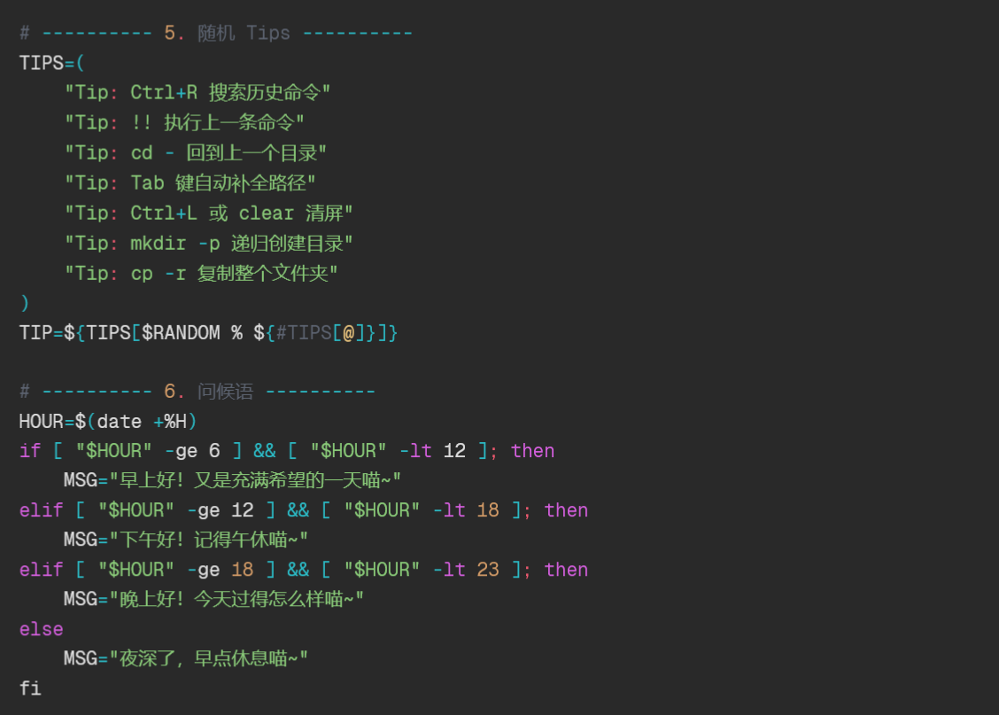 # ---------- 5. 随机 Tips ----------
TIPS=(
    "Tip: Ctrl+R 搜索历史命令"
    "Tip: !! 执行上一条命令"
    "Tip: cd - 回到上一个目录"
    "Tip: Tab 键自动补全路径"
    "Tip: Ctrl+L 或 clear 清屏"
    "Tip: mkdir -p 递归创建目录"
    "Tip: cp -r 复制整个文件夹"
)
TIP=${TIPS[$RANDOM % ${#TIPS[@]}]}

# ---------- 6. 问候语 ----------
HOUR=$(date +%H)
if [ "$HOUR" -ge 6 ] && [ "$HOUR" -lt 12 ]; then
    MSG="早上好！又是充满希望的一天喵~"
elif [ "$HOUR" -ge 12 ] && [ "$HOUR" -lt 18 ]; then
    MSG="下午好！记得午休喵~"
elif [ "$HOUR" -ge 18 ] && [ "$HOUR" -lt 23 ]; then
    MSG="晚上好！今天过得怎么样喵~"
else
    MSG="夜深了，早点休息喵~"
fi